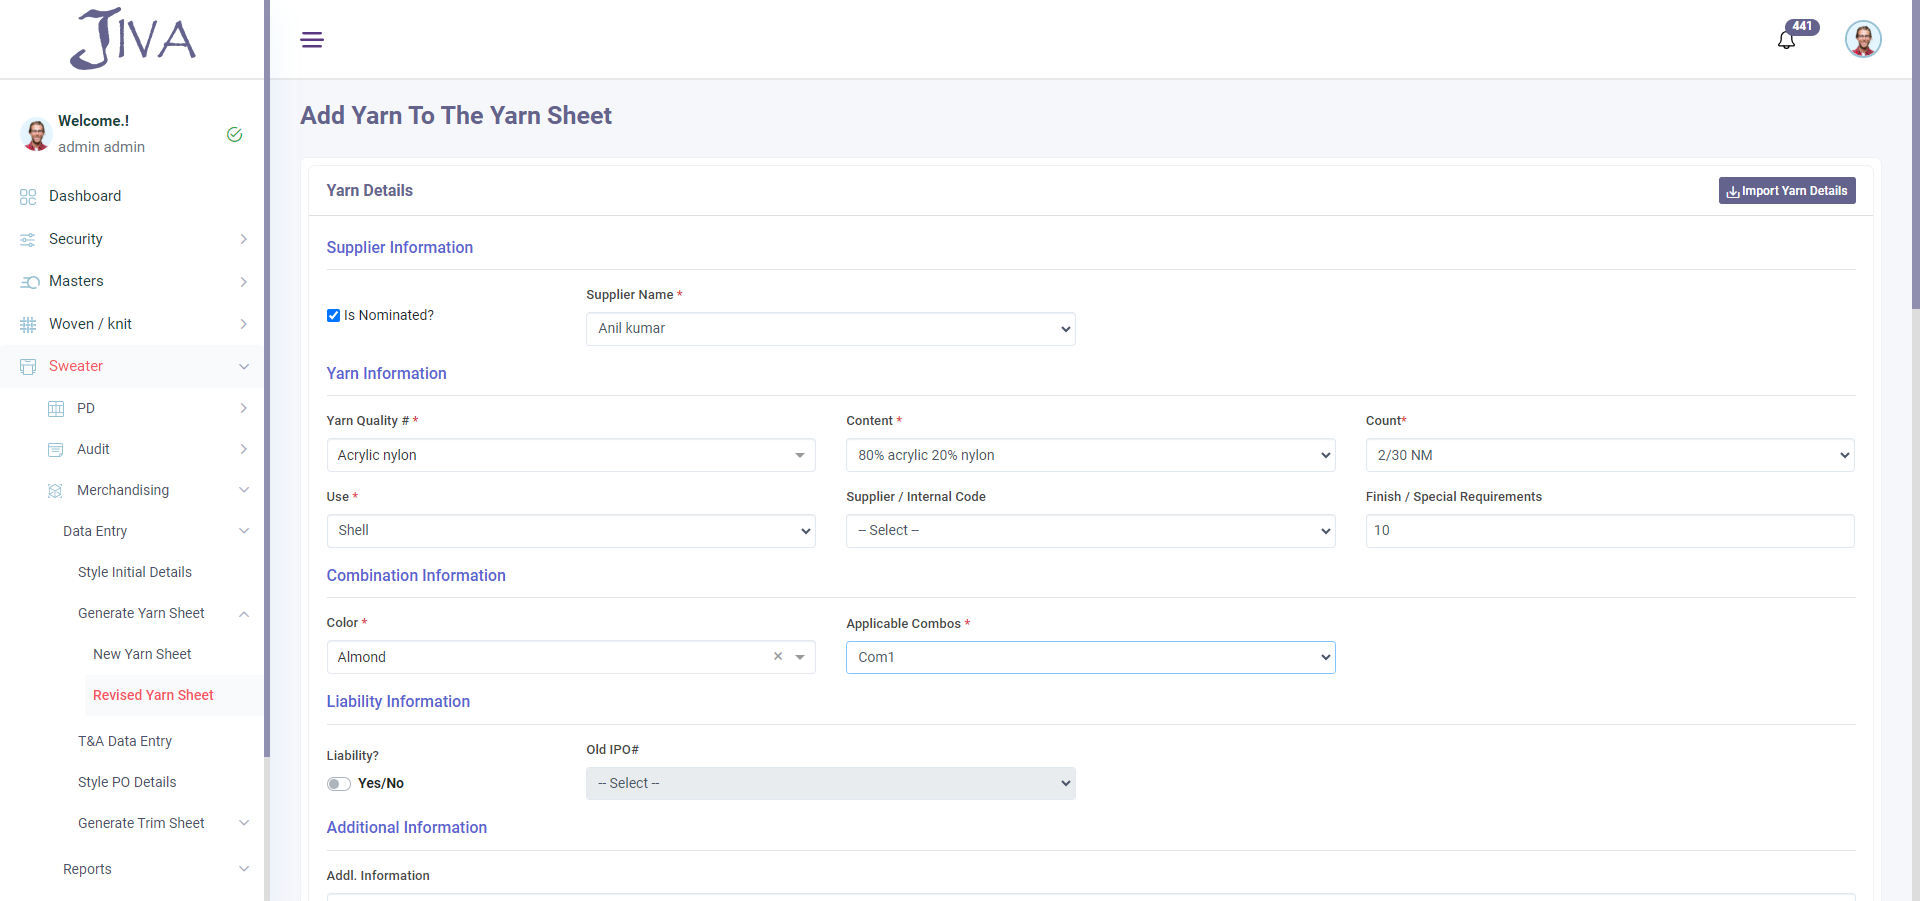 JIVA
441
Welcome.!
admin admin
Dashboard
Security
Masters
Woven / knit
Sweater
PD
Audit
Merchandising
Data Entry
Style Initial Details
Generate Yarn Sheet
New Yarn Sheet
Revised Yarn Sheet
T&A Data Entry
Style PO Details
Generate Trim Sheet
Reports
Add Yarn To The Yarn Sheet
Yarn Details
Import Yarn Details
Supplier Information
Is Nominated?
Supplier Name *
Anil kumar
Yarn Information
Yarn Quality # *
Content *
Count*
Acrylic nylon
80% acrylic 20% nylon
2/30 NM
Use *
Supplier / Internal Code
Finish / Special Requirements
Shell
-- Select --
10
Combination Information
Color *
Applicable Combos *
Almond
×
Com1
Liability Information
Liability?
Old IPO#
Yes/No
-- Select --
Additional Information
Addl. Information